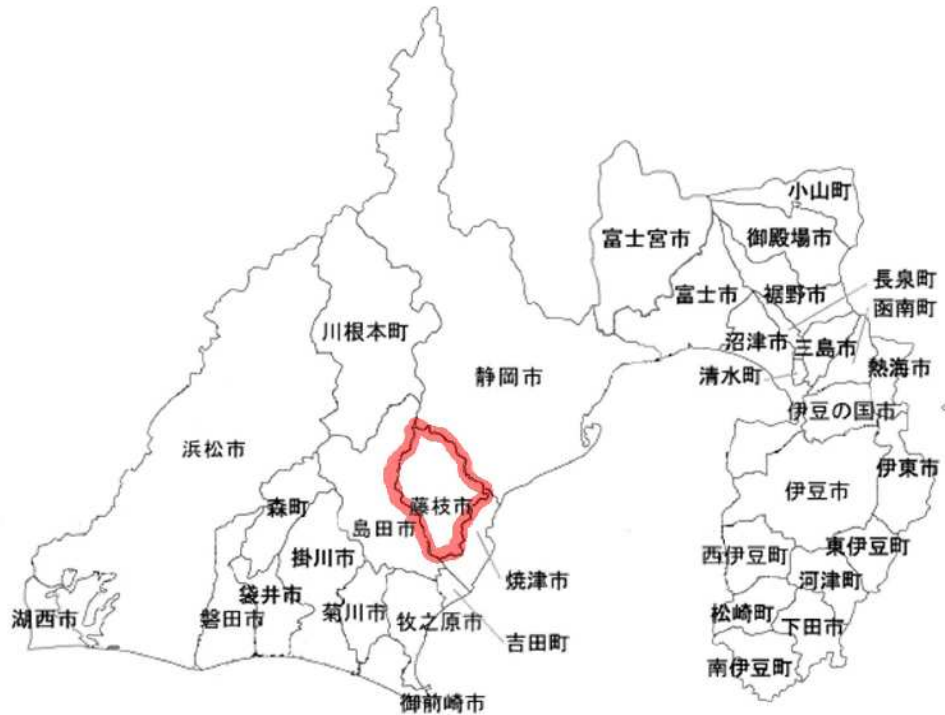 小山町
富士宮市
御殿場市
長泉町
富士市
裾野市
函南町
川根本町
沼津市
三島市
静岡市
清水町
熱海市
伊豆の国市
浜松市
伊東市
伊豆市
森町
藤枝市
島田市
掛川市
西伊豆町
東伊豆町
焼津市
河津町
袋井市
湖西市
磐田市
菊川市
牧之原市
松崎町
下田市
吉田町
南伊豆町
御前崎市